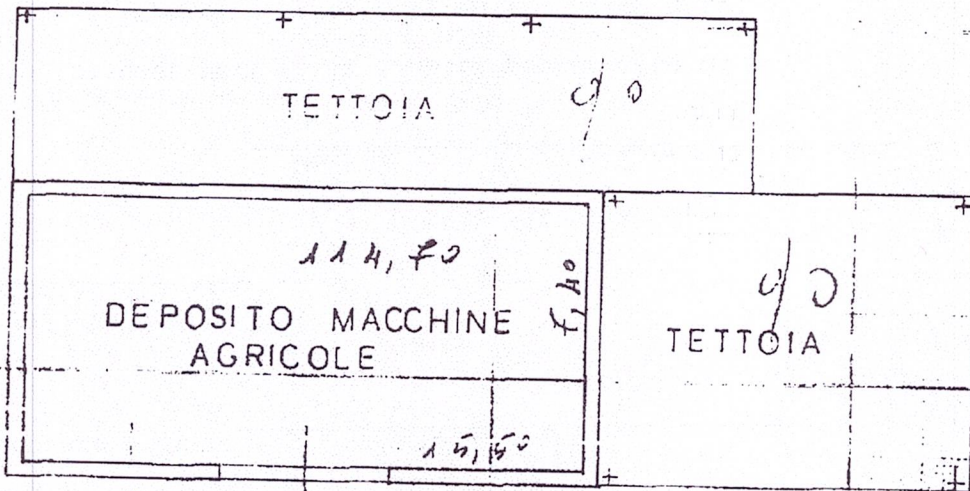 TETTOIA
114,70
7,40
DEPOSITO MACCHINE
AGRICOLE
TETTOIA
15,50